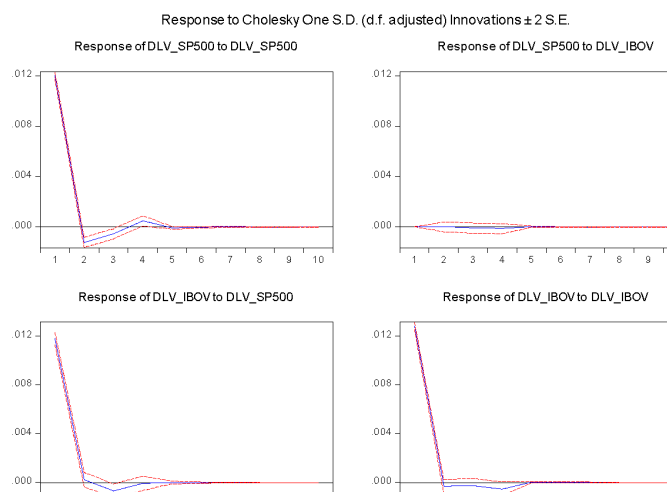 Response to Cholesky One S.D. (d.f. adjusted) Innovations ± 2 S.E.
Response of DLV_SP500 to DLV_SP500
.012
.008
.004
.000
1 2 3 4 5 6 7 8 9 10
Response of DLV_SP500 to DLV_IBOV
.012
.008
.004
.000
1 2 3 4 5 6 7 8 9
Response of DLV_IBOV to DLV_SP500
.012
.008
.004
.000
Response of DLV_IBOV to DLV_IBOV
.012
.008
.004
.000